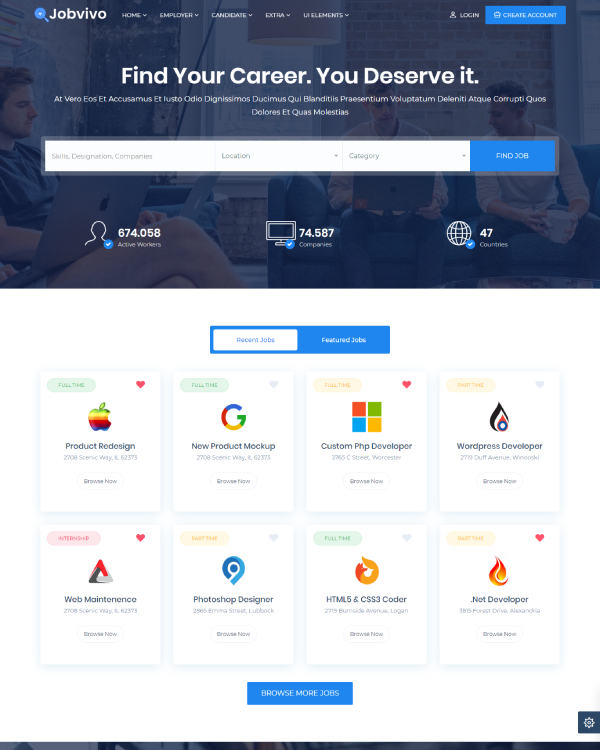 Jobvivo
HOME EMPLOYER CANDIDATE EXTRA UI ELEMENTS LOGIN CREATE ACCOUNT
Find Your Career. You Deserve it.
At Vero Eos Et Accusamus Et Iusto Odio Dignissimos Ducimus Qui Blanditiis Praesentium Voluptatum Deleniti Atque Corrupti Quos
Dolores Et Quas Molestias
Skills, Designation, Companies Location Category FIND JOB
674.058 74.587 47
Active Workers Companies Countries
Recent Jobs Featured Jobs
FULL TIME FULL TIME FULL TIME PART TIME
Product Redesign New Product Mockup Custom Php Developer Wordpress Developer
2708 Scenic Way, IL 62373 2708 Scenic Way, IL 62373 3765 C Street, Worcester 2719 Duff Avenue, Winooski
Browse Now Browse Now Browse Now Browse Now
INTERNSHIP PART TIME FULL TIME PART TIME
Web Maintenence Photoshop Designer HTML5 & CSS3 Coder .Net Developer
2708 Scenic Way, IL 62373 2865 Emma Street, Lubbock 2719 Burnside Avenue, Logan 3815 Forest Drive, Alexandria
Browse Now Browse Now Browse Now Browse Now
BROWSE MORE JOBS